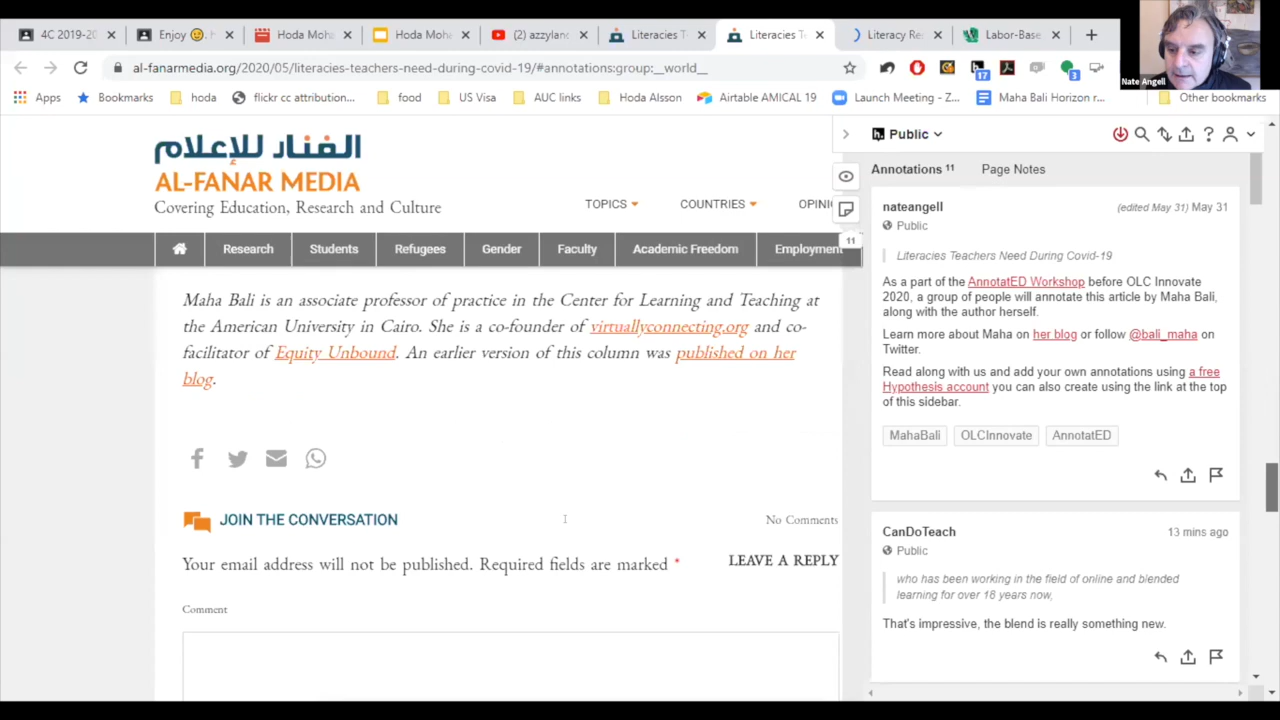 4C 2019-20
Enjoy
Hoda Moha
Hoda Moha
(2) azzylanc
Literacies T
Literacies T
Literacy Re
Labor-Base
al-fanarmedia.org/2020/05/literacies-teachers-need-during-covid-19/#annotations:group:__world__
17
3
Nate Angell
Apps
Bookmarks
hoda
flickr cc attribution...
food
US Visa
AUC links
Hoda Alsson
Airtable AMICAL 19
Launch Meeting - Z...
Maha Bali Horizon r...
Other bookmarks
الفنار للإعلام
AL-FANAR MEDIA
Covering Education, Research and Culture
TOPICS
COUNTRIES
OPINI
Research
Students
Refugees
Gender
Faculty
Academic Freedom
Employmen
Maha Bali is an associate professor of practice in the Center for Learning and Teaching at
the American University in Cairo. She is a co-founder of virtuallyconnecting.org and co-
facilitator of Equity Unbound. An earlier version of this column was published on her
blog.
JOIN THE CONVERSATION
No Comments
Your email address will not be published. Required fields are marked *
LEAVE A REPLY
Comment
11
h. Public
Annotations 11
Page Notes
nateangell
(edited May 31) May 31
Public
Literacies Teachers Need During Covid-19
As a part of the AnnotatED Workshop before OLC Innovate
2020, a group of people will annotate this article by Maha Bali,
along with the author herself.
Learn more about Maha on her blog or follow @bali_maha on
Twitter.
Read along with us and add your own annotations using a free
Hypothesis account you can also create using the link at the top
of this sidebar.
MahaBali
OLCInnovate
AnnotatED
CanDoTeach
13 mins ago
Public
who has been working in the field of online and blended
learning for over 16 years now,
That's impressive, the blend is really something new.